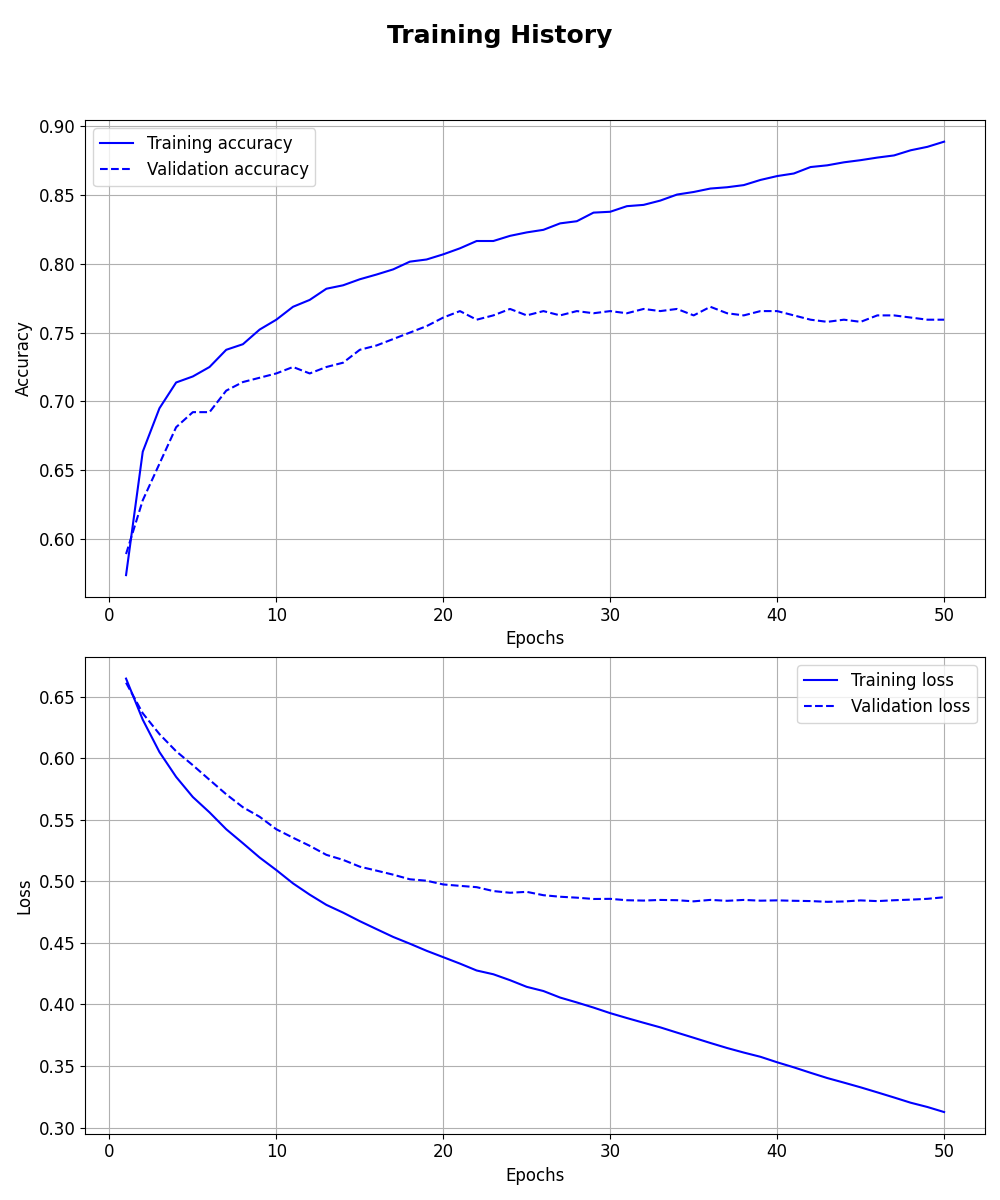 Training History
0.90
0.85
0.80
0.75
0.70
0.65
0.60
Accuracy
Training accuracy
Validation accuracy
0 10 20 30 40 50
Epochs
0.65
0.60
0.55
0.50
0.45
0.40
0.35
0.30
Loss
Training loss
Validation loss
0 10 20 30 40 50
Epochs